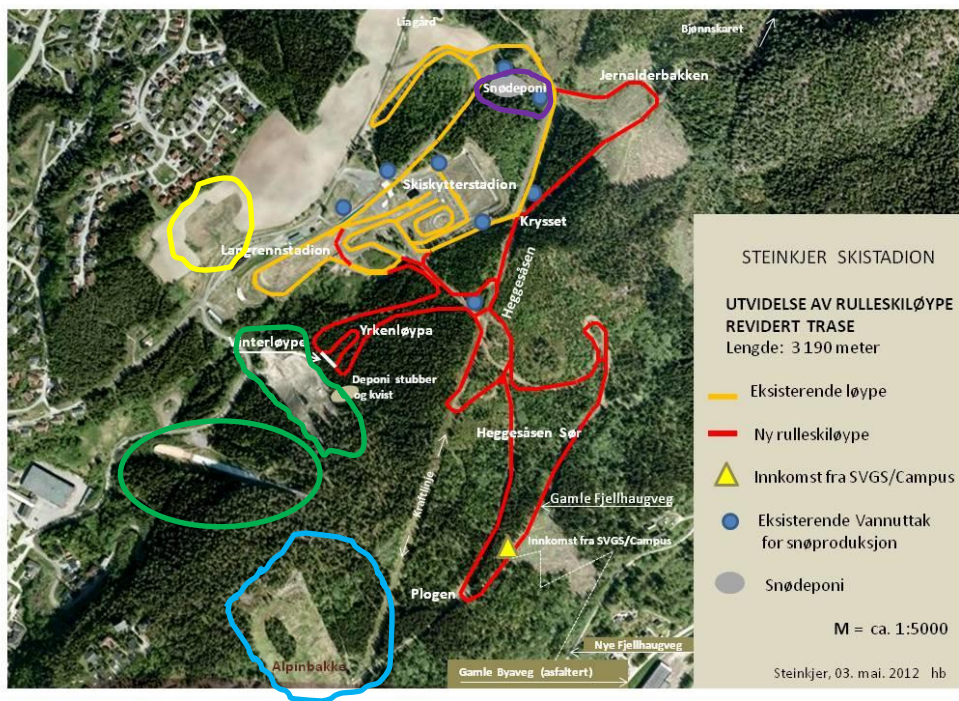 Lia gård
Bjønnskaret
Jernalderbakken
Snødeponi
Skiskytterstadion
Krysset
Langrennstadion
Heggesåsen
Yrkenløypa
Vinterløype
Deponi stubber
og kvist
Heggesåsen Sør
Kraftlinje
Gamle Fjellhaugveg
Innkomst fra SVGS/Campus
Plogen
Nye Fjellhaugveg
Alpinbakke
Gamle Byaveg (asfaltert)
STEINKJER SKISTADION
UTVIDELSE AV RULLESKILØYPE
REVIDERT TRASE
Lengde: 3 190 meter
Eksisterende løype
Ny rulleskiløype
Innkomst fra SVGS/Campus
Eksisterende Vannuttak
for snøproduksjon
Snødeponi
M = ca. 1:5000
Steinkjer, 03. mai. 2012 hb